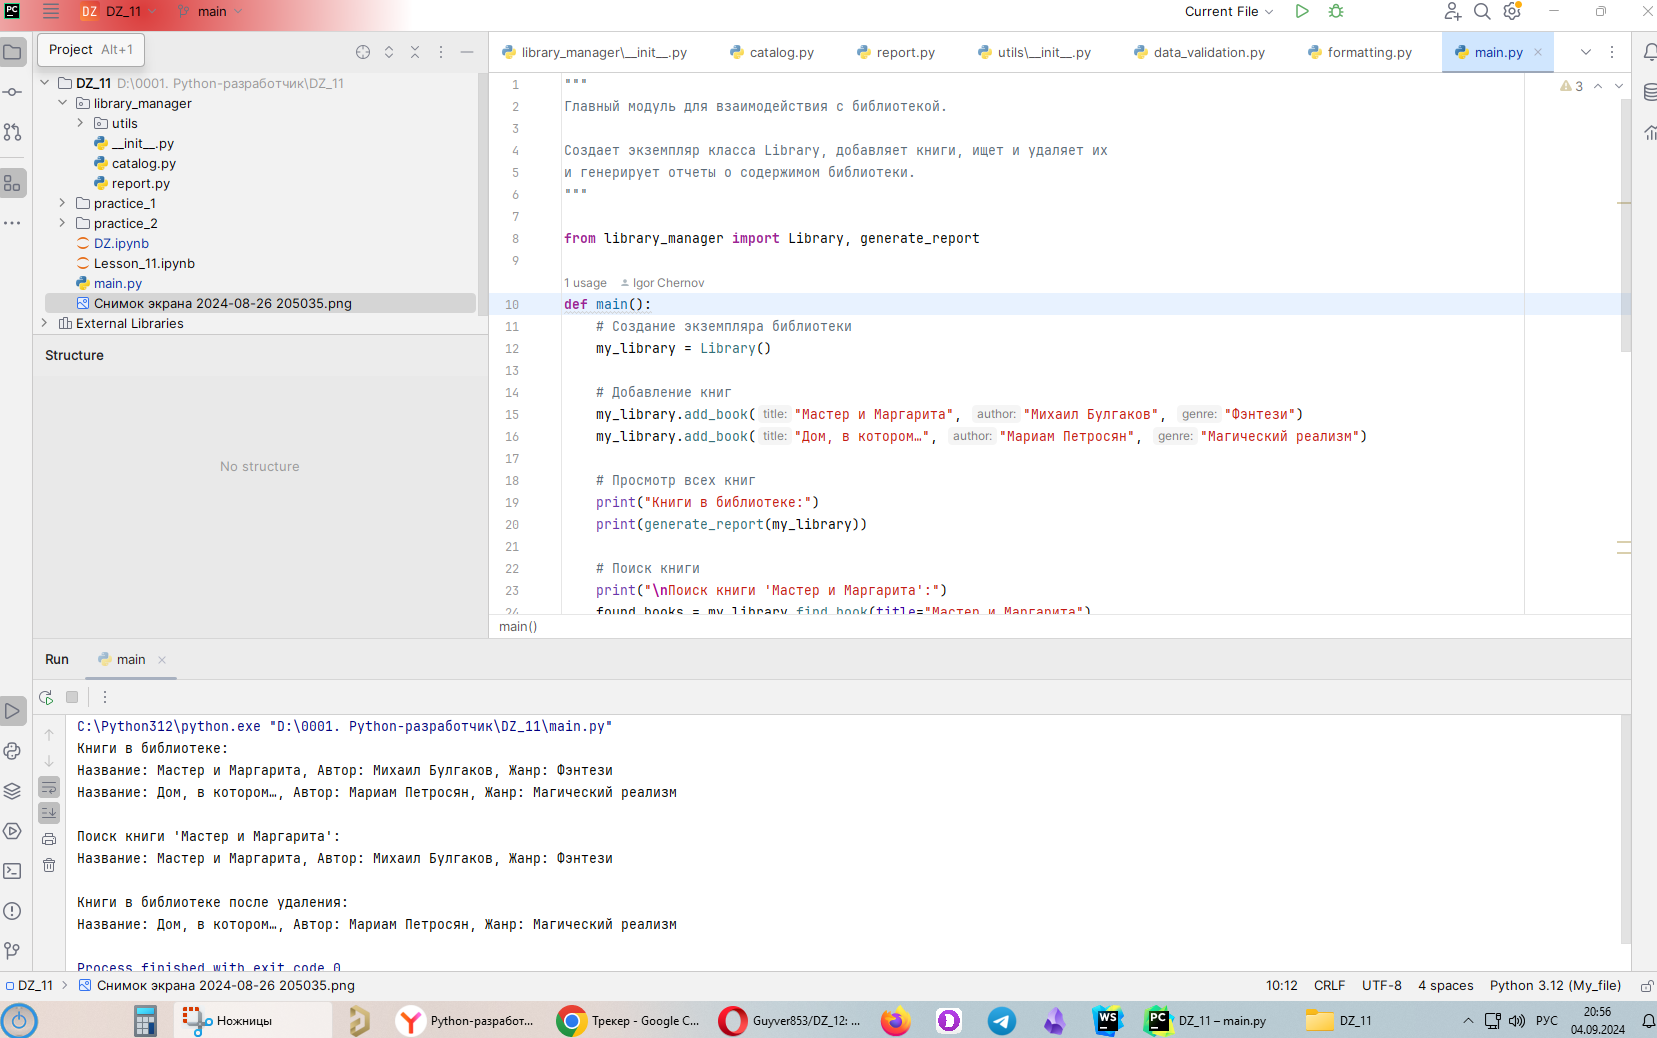 DZ DZ_11 main Current File
Project Alt+1
library_manager\__init__.py catalog.py report.py utils\__init__.py data_validation.py formatting.py main.py
DZ_11 D:\0001. Python-разработчик\DZ_11
library_manager
utils
__init__.py
catalog.py
report.py
practice_1
practice_2
DZ.ipynb
Lesson_11.ipynb
main.py
Снимок экрана 2024-08-26 205035.png
External Libraries
Structure
No structure
3
1 """
2 Главный модуль для взаимодействия с библиотекой.
3
4 Создает экземпляр класса Library, добавляет книги, ищет и удаляет их
5 и генерирует отчеты о содержимом библиотеки.
6 """
7
8 from library_manager import Library, generate_report
9
1 usage Igor Chernov
10 def main():
11 # Создание экземпляра библиотеки
12 my_library = Library()
13
14 # Добавление книг
15 my_library.add_book( title: "Мастер и Маргарита", author: "Михаил Булгаков", genre: "Фэнтези")
16 my_library.add_book( title: "Дом, в котором…", author: "Мариам Петросян", genre: "Магический реализм")
17
18 # Просмотр всех книг
19 print("Книги в библиотеке:")
20 print(generate_report(my_library))
21
22 # Поиск книги
23 print("\nПоиск книги 'Мастер и Маргарита':")
24 found_books = my_library.find_book(title="Мастер и Маргарита")
main()
Run main
C:\Python312\python.exe "D:\0001. Python-разработчик\DZ_11\main.py"
Книги в библиотеке:
Название: Мастер и Маргарита, Автор: Михаил Булгаков, Жанр: Фэнтези
Название: Дом, в котором…, Автор: Мариам Петросян, Жанр: Магический реализм
Поиск книги 'Мастер и Маргарита':
Название: Мастер и Маргарита, Автор: Михаил Булгаков, Жанр: Фэнтези
Книги в библиотеке после удаления:
Название: Дом, в котором…, Автор: Мариам Петросян, Жанр: Магический реализм
Process finished with exit code 0
DZ_11 Снимок экрана 2024-08-26 205035.png 10:12 CRLF UTF-8 4 spaces Python 3.12 (My_file)
Ножницы Python-разработ... Трекер - Google C... Guyver853/DZ_12: ... WS PC DZ_11 – main.py DZ_11 РУС 20:56
04.09.2024